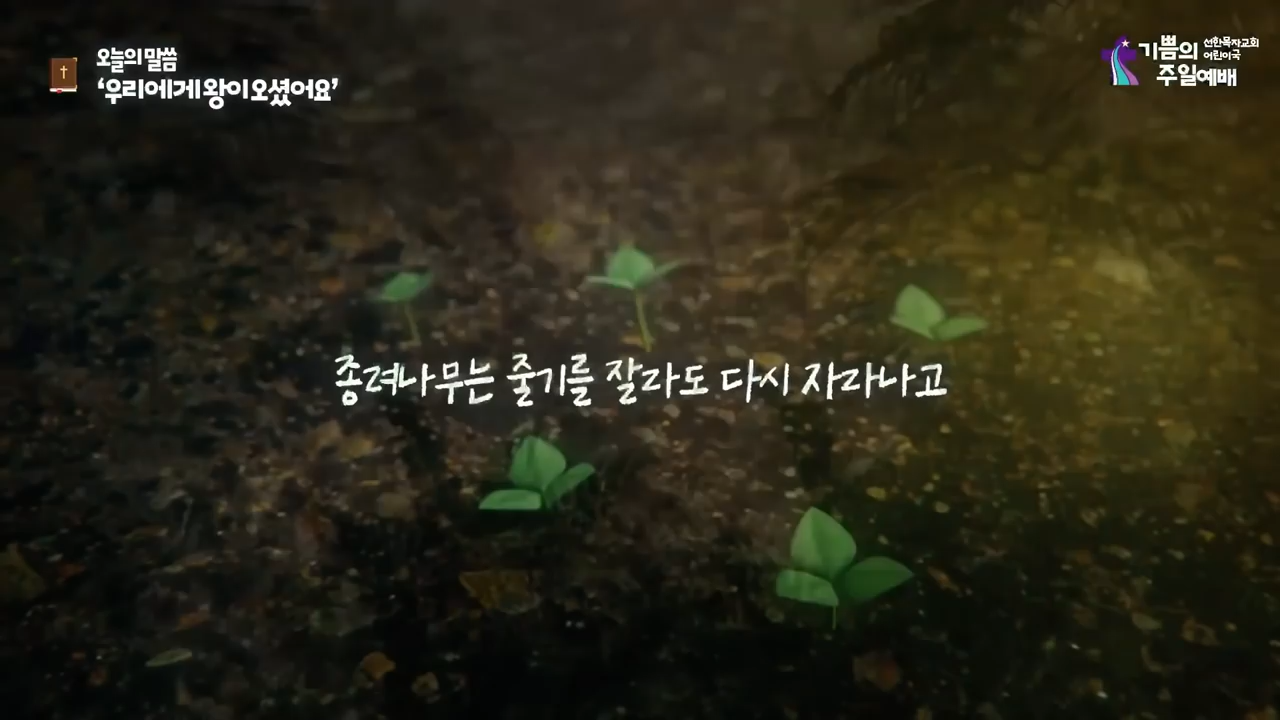 오늘의 말씀
'우리에게 왕이 오셨어요'
기쁨의 선한목자교회 어린이국
주일예배
종려나무는 줄기를 잘라도 다시 자라나고